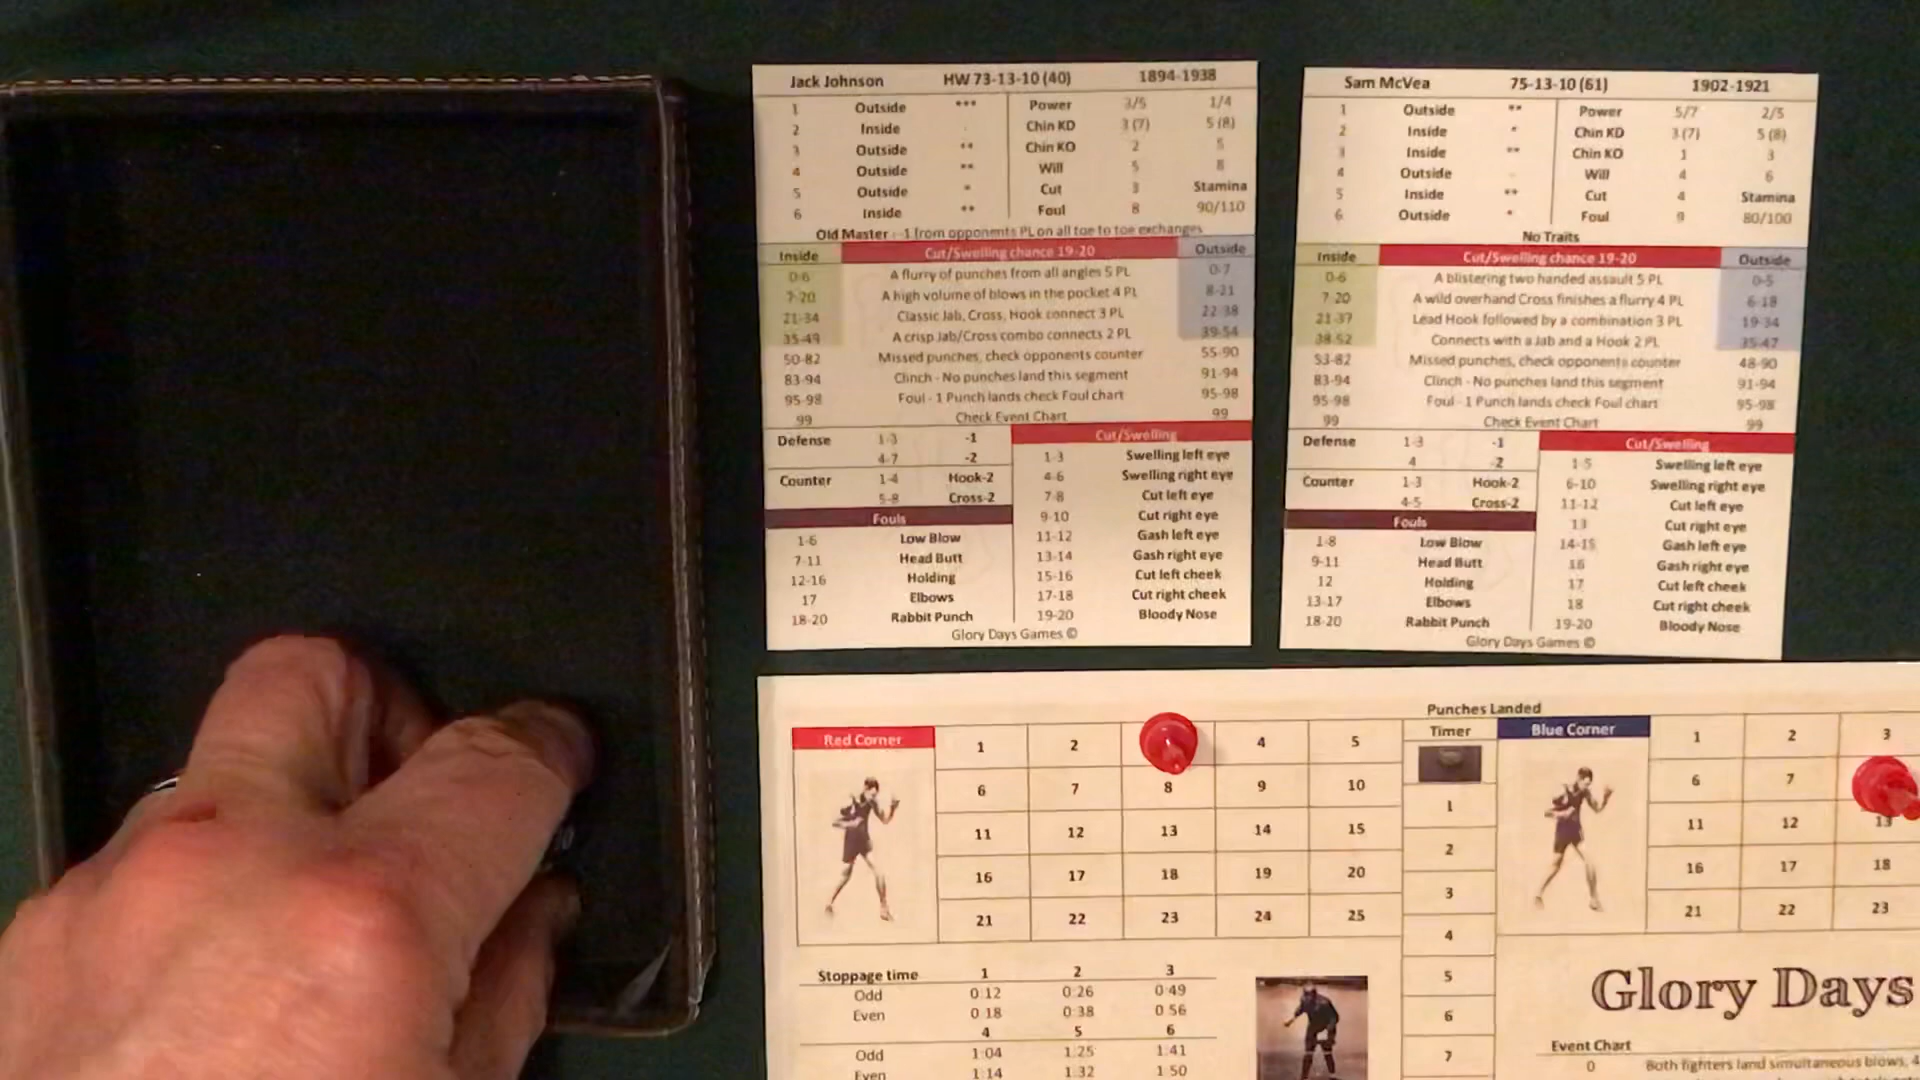 Jack Johnson HW 73-13-10 (40) 1894-1938
1 Outside *** Power 3/5 1/4
2 Inside Chin KD 3 (7) 5 (8)
3 Outside ** Chin KO 2 5
4 Outside ** Will 5 8
5 Outside * Cut 3 Stamina
6 Inside ** Foul 8 90/110
Old Master - -1 from opponents PL on all toe to toe exchanges
Inside Cut/Swelling chance 19-20 Outside
0-6 A flurry of punches from all angles 5 PL 0-7
7-20 A high volume of blows in the pocket 4 PL 8-21
21-34 Classic Jab, Cross, Hook connect 3 PL 22-38
35-49 A crisp Jab/Cross combo connects 2 PL 39-54
50-82 Missed punches, check opponents counter 55-90
83-94 Clinch - No punches land this segment 91-94
95-98 Foul - 1 Punch lands check Foul chart 95-98
99 Check Event Chart 99
Defense 1-3 -1 Cut/Swelling
4-7 -2 1-3 Swelling left eye
Counter 1-4 Hook-2 4-6 Swelling right eye
5-8 Cross-2 7-8 Cut left eye
Fouls 9-10 Cut right eye
1-6 Low Blow 11-12 Gash left eye
7-11 Head Butt 13-14 Gash right eye
12-16 Holding 15-16 Cut left cheek
17 Elbows 17-18 Cut right cheek
18-20 Rabbit Punch 19-20 Bloody Nose
Glory Days Games ©
Sam McVea 75-13-10 (61) 1902-1921
1 Outside ** Power 5/7 2/5
2 Inside * Chin KD 3 (7) 5 (8)
3 Inside ** Chin KO 1 3
4 Outside Will 4 6
5 Inside ** Cut 4 Stamina
6 Outside * Foul 9 80/100
No Traits
Inside Cut/Swelling chance 19-20 Outside
0-6 A blistering two handed assault 5 PL 0-5
7-20 A wild overhand Cross finishes a flurry 4 PL 6-18
21-37 Lead Hook followed by a combination 3 PL 19-34
38-52 Connects with a Jab and a Hook 2 PL 35-47
53-82 Missed punches, check opponents counter 48-90
83-94 Clinch - No punches land this segment 91-94
95-98 Foul - 1 Punch lands check Foul chart 95-98
99 Check Event Chart 99
Defense 1-3 -1 Cut/Swelling
4 -2 1-5 Swelling left eye
Counter 1-3 Hook-2 6-10 Swelling right eye
4-5 Cross-2 11-12 Cut left eye
Fouls 13 Cut right eye
1-8 Low Blow 14-15 Gash left eye
9-11 Head Butt 16 Gash right eye
12 Holding 17 Cut left cheek
13-17 Elbows 18 Cut right cheek
18-20 Rabbit Punch 19-20 Bloody Nose
Glory Days Games ©
Punches Landed
Red Corner 1 2 4 5 Timer Blue Corner 1 2 3
6 7 8 9 10 1 6 7
11 12 13 14 15 2 11 12 13
16 17 18 19 20 3 16 17 18
21 22 23 24 25 4 21 22 23
5
6
7
Stoppage time 1 2 3
Odd 0:12 0:26 0:49
Even 0:18 0:38 0:56
4 5 6
Odd 1:04 1:25 1:41
Even 1:14 1:32 1:50
Glory Days
Event Chart
0 Both fighters land simultaneous blows, 4